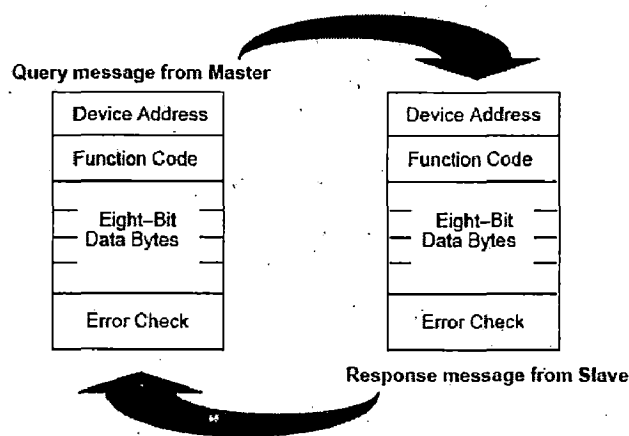 Query message from Master
Device Address
Function Code
Eight–Bit
Data Bytes
Error Check
Device Address
Function Code
Eight–Bit
Data Bytes
Error Check
Response message from Slave